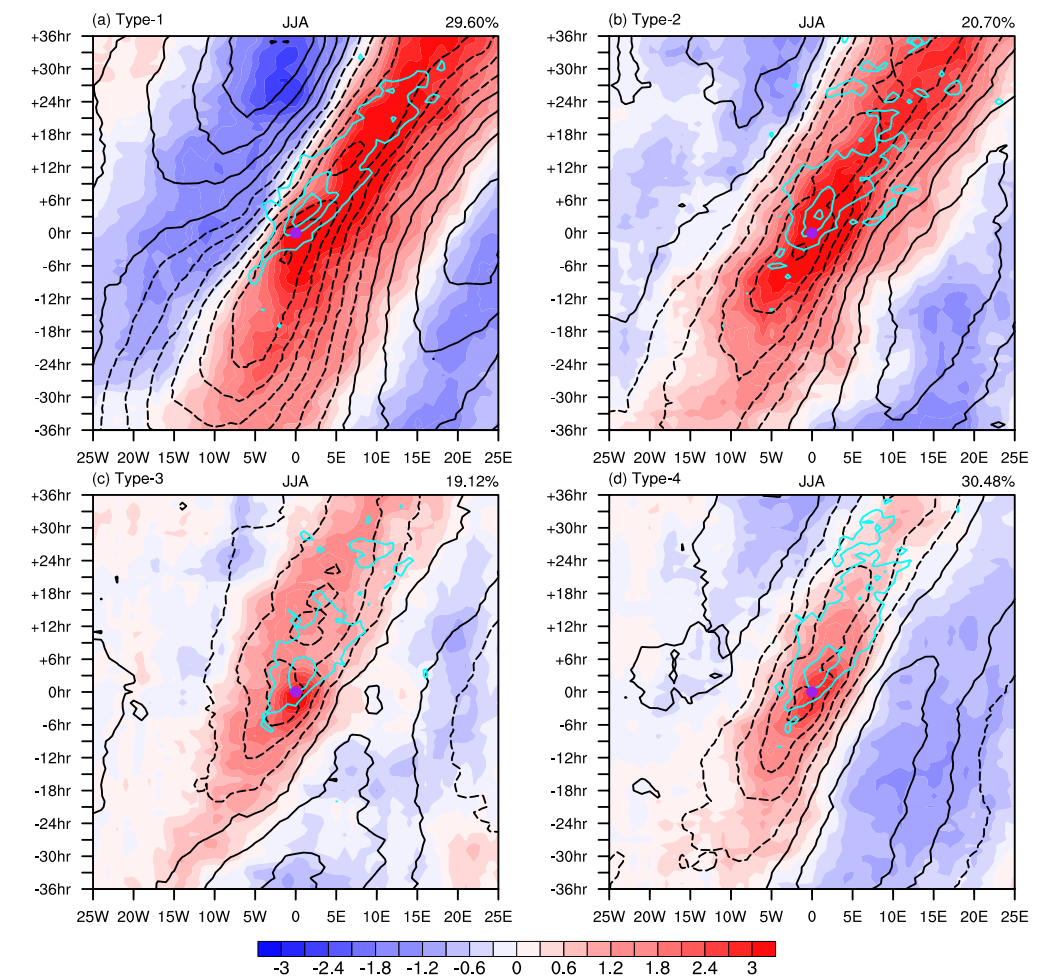 (a) Type-1 JJA 29.60%
+36hr
+30hr
+24hr
+18hr
+12hr
+6hr
0hr
-6hr
-12hr
-18hr
-24hr
-30hr
-36hr
25W 20W 15W 10W 5W 0 5E 10E 15E 20E 25E
(b) Type-2 JJA 20.70%
+36hr
+30hr
+24hr
+18hr
+12hr
+6hr
0hr
-6hr
-12hr
-18hr
-24hr
-30hr
-36hr
25W 20W 15W 10W 5W 0 5E 10E 15E 20E 25E
(c) Type-3 JJA 19.12%
+36hr
+30hr
+24hr
+18hr
+12hr
+6hr
0hr
-6hr
-12hr
-18hr
-24hr
-30hr
-36hr
25W 20W 15W 10W 5W 0 5E 10E 15E 20E 25E
(d) Type-4 JJA 30.48%
+36hr
+30hr
+24hr
+18hr
+12hr
+6hr
0hr
-6hr
-12hr
-18hr
-24hr
-30hr
-36hr
25W 20W 15W 10W 5W 0 5E 10E 15E 20E 25E
-3 -2.4 -1.8 -1.2 -0.6 0 0.6 1.2 1.8 2.4 3